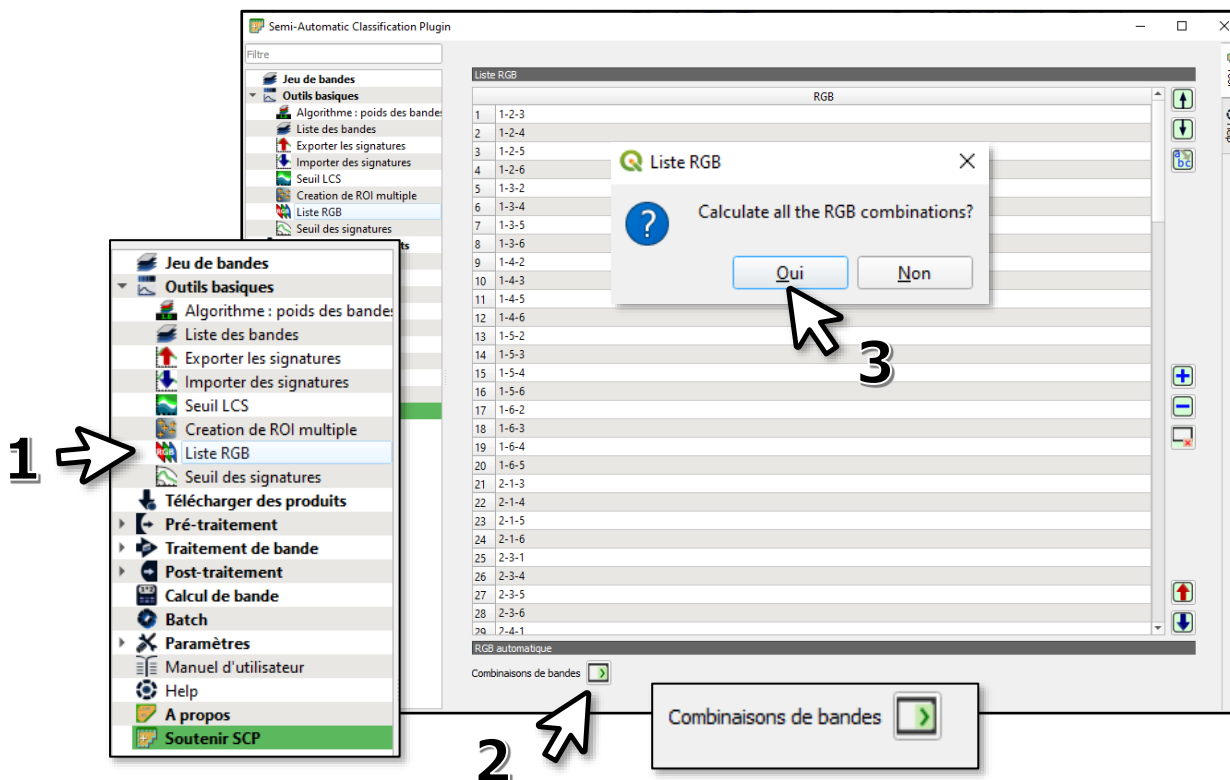 Semi-Automatic Classification Plugin
Filtre
Jeu de bandes
Outils basiques
Algorithme : poids des bande
Liste des bandes
Exporter les signatures
Importer des signatures
Seuil LCS
Creation de ROI multiple
Liste RGB
Seuil des signatures
ts
Liste RGB
RGB
1 1-2-3
2 1-2-4
3 1-2-5
4 1-2-6
5 1-3-2
6 1-3-4
7 1-3-5
8 1-3-6
9 1-4-2
10 1-4-3
11 1-4-5
12 1-4-6
13 1-5-2
14 1-5-3
15 1-5-4
16 1-5-6
17 1-6-2
18 1-6-3
19 1-6-4
20 1-6-5
21 2-1-3
22 2-1-4
23 2-1-5
24 2-1-6
25 2-3-1
26 2-3-4
27 2-3-5
28 2-3-6
29 2-4-1
RGB automatique
Combinaisons de bandes
Liste RGB
Calculate all the RGB combinations?
Oui Non
3
1
Jeu de bandes
Outils basiques
Algorithme : poids des bande
Liste des bandes
Exporter les signatures
Importer des signatures
Seuil LCS
Creation de ROI multiple
Liste RGB
Seuil des signatures
Télécharger des produits
Pré-traitement
Traitement de bande
Post-traitement
Calcul de bande
Batch
Paramètres
Manuel d'utilisateur
Help
A propos
Soutenir SCP
2
Combinaisons de bandes